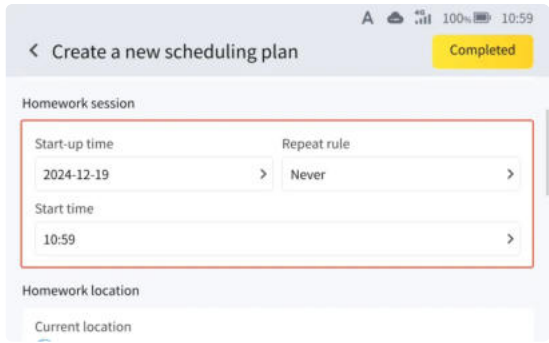 A 4G 100% 10:59
Create a new scheduling plan
Completed
Homework session
Start-up time
Repeat rule
2024-12-19
Never
Start time
10:59
Homework location
Current location